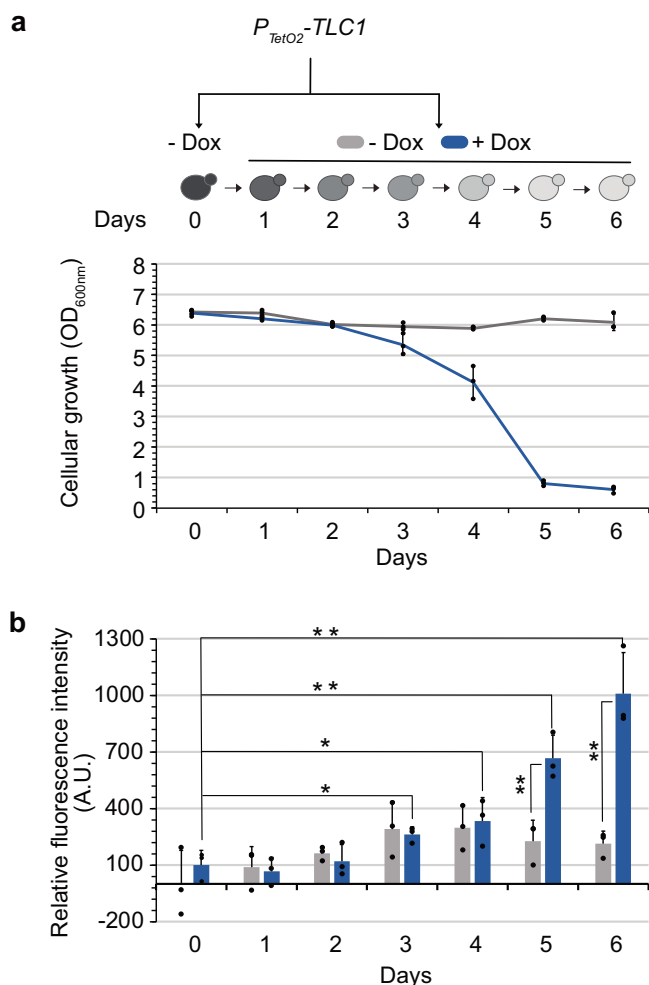 a
P_TetO2-TLC1
- Dox - Dox + Dox
Days 0 1 2 3 4 5 6
Cellular growth (OD600nm)
8
7
6
5
4
3
2
1
0
0 1 2 3 4 5 6
Days
b
Relative fluorescence intensity
(A.U.)
1300
1000
700
400
100
-200
**
**
*
*
**
**
0 1 2 3 4 5 6
Days